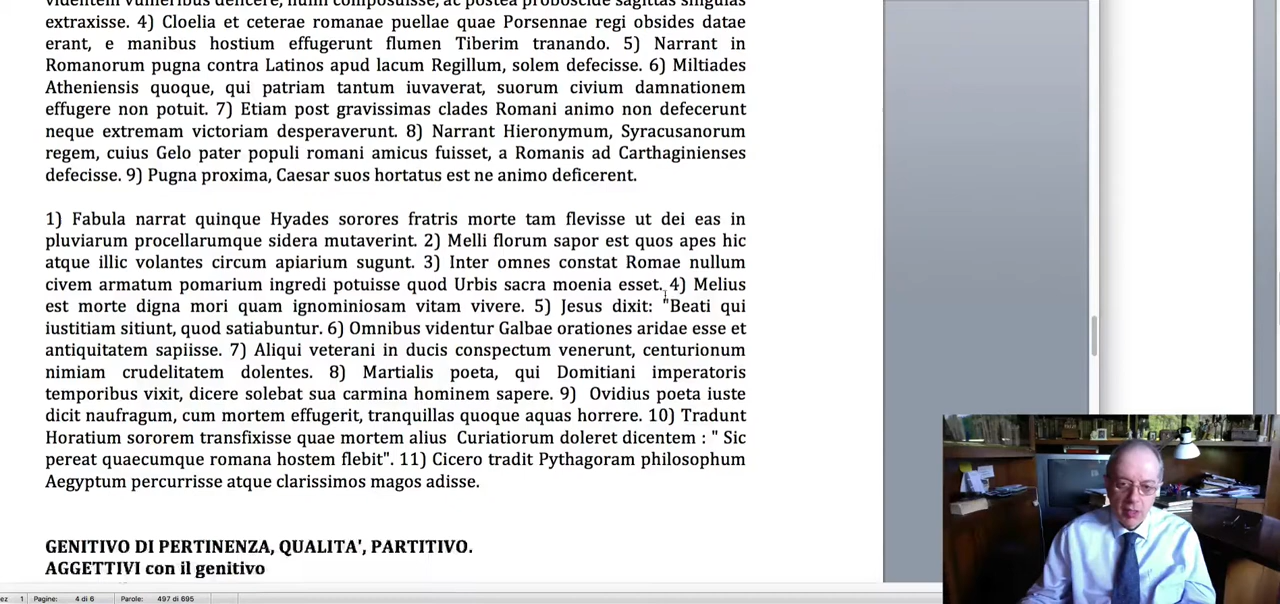 videntem vulneribus deficere, humi composuisse, ac postea proboscide sagittas singulas
extraxisse. 4) Cloelia et ceterae romanae puellae quae Porsennae regi obsides datae
erant, e manibus hostium effugerunt flumen Tiberim tranando. 5) Narrant in
Romanorum pugna contra Latinos apud lacum Regillum, solem defecisse. 6) Miltiades
Atheniensis quoque, qui patriam tantum iuvaverat, suorum civium damnationem
effugere non potuit. 7) Etiam post gravissimas clades Romani animo non defecerunt
neque extremam victoriam desperaverunt. 8) Narrant Hieronymum, Syracusanorum
regem, cuius Gelo pater populi romani amicus fuisset, a Romanis ad Carthaginienses
defecisse. 9) Pugna proxima, Caesar suos hortatus est ne animo deficerent.
1) Fabula narrat quinque Hyades sorores fratris morte tam flevisse ut dei eas in
pluviarum procellarumque sidera mutaverint. 2) Melli florum sapor est quos apes hic
atque illic volantes circum apiarium sugunt. 3) Inter omnes constat Romae nullum
civem armatum pomarium ingredi potuisse quod Urbis sacra moenia esset. 4) Melius
est morte digna mori quam ignominiosam vitam vivere. 5) Jesus dixit: "Beati qui
iustitiam sitiunt, quod satiabuntur. 6) Omnibus videntur Galbae orationes aridae esse et
antiquitatem sapiisse. 7) Aliqui veterani in ducis conspectum venerunt, centurionum
nimiam crudelitatem dolentes. 8) Martialis poeta, qui Domitiani imperatoris
temporibus vixit, dicere solebat sua carmina hominem sapere. 9) Ovidius poeta iuste
dicit naufragum, cum mortem effugerit, tranquillas quoque aquas horrere. 10) Tradunt
Horatium sororem transfixisse quae mortem alius Curiatiorum doleret dicentem : " Sic
pereat quaecumque romana hostem flebit". 11) Cicero tradit Pythagoram philosophum
Aegyptum percurrisse atque clarissimos magos adisse.
GENITIVO DI PERTINENZA, QUALITA', PARTITIVO.
AGGETTIVI con il genitivo
ez 1 Pagine: 4 di 6 Parole: 497 di 695